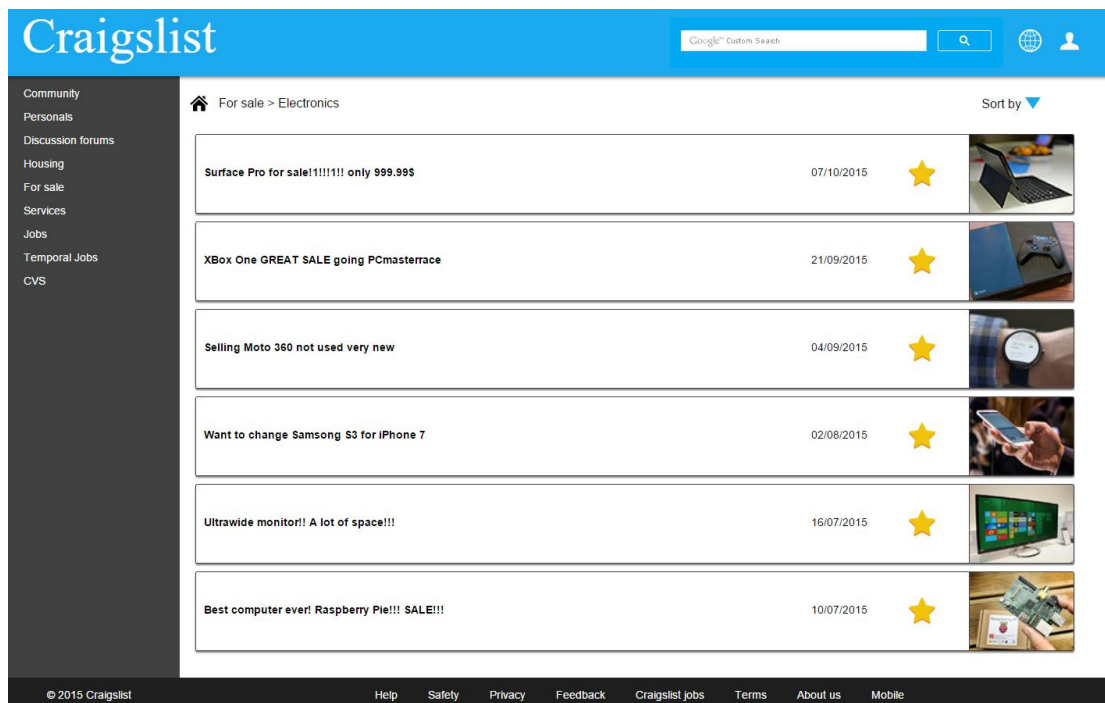 Craigslist
Google™ Custom Search
Community
Personals
Discussion forums
Housing
For sale
Services
Jobs
Temporal Jobs
CVS
For sale > Electronics
Sort by
Surface Pro for sale!1!!!1!! only 999.99$
07/10/2015
XBox One GREAT SALE going PCmasterrace
21/09/2015
Selling Moto 360 not used very new
04/09/2015
Want to change Samsong S3 for iPhone 7
02/08/2015
Ultrawide monitor!! A lot of space!!!
16/07/2015
Best computer ever! Raspberry Pie!!! SALE!!!
10/07/2015
© 2015 Craigslist
Help Safety Privacy Feedback Craigslist jobs Terms About us Mobile